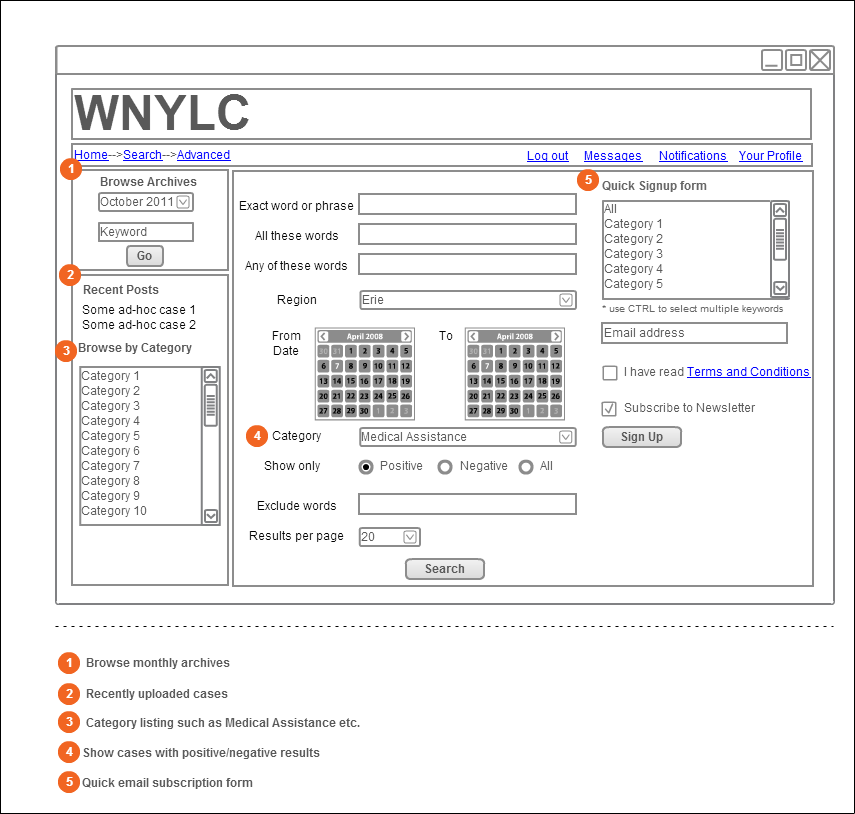 WNYLC
Home-->Search-->Advanced
Log out Messages Notifications Your Profile
1
Browse Archives
October 2011
Keyword
Go
2
Recent Posts
Some ad-hoc case 1
Some ad-hoc case 2
3
Browse by Category
Category 1
Category 2
Category 3
Category 4
Category 5
Category 6
Category 7
Category 8
Category 9
Category 10
Exact word or phrase
All these words
Any of these words
Region Erie
From
Date
April 2008
30 31 1 2 3 4 5
6 7 8 9 10 11 12
13 14 15 16 17 18 19
20 21 22 23 24 25 26
27 28 29 30 1 2 3
To
April 2008
30 31 1 2 3 4 5
6 7 8 9 10 11 12
13 14 15 16 17 18 19
20 21 22 23 24 25 26
27 28 29 30 1 2 3
4 Category Medical Assistance
Show only Positive Negative All
Exclude words
Results per page 20
Search
5
Quick Signup form
All
Category 1
Category 2
Category 3
Category 4
Category 5
* use CTRL to select multiple keywords
Email address
I have read Terms and Conditions
Subscribe to Newsletter
Sign Up
1 Browse monthly archives
2 Recently uploaded cases
3 Category listing such as Medical Assistance etc.
4 Show cases with positive/negative results
5 Quick email subscription form